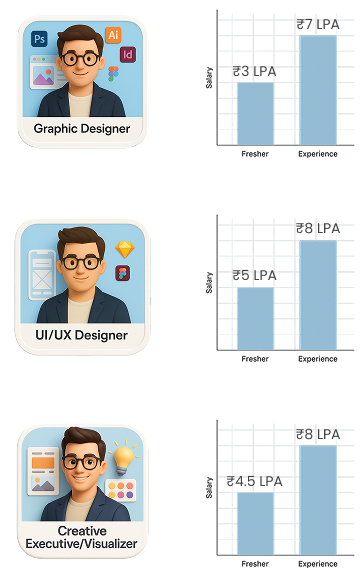 Ps
Ai
Id
Graphic Designer
Salary
₹3 LPA
₹7 LPA
Fresher
Experience
UI/UX Designer
Salary
₹5 LPA
₹8 LPA
Fresher
Experience
Creative
Executive/Visualizer
Salary
₹4.5 LPA
₹8 LPA
Fresher
Experience